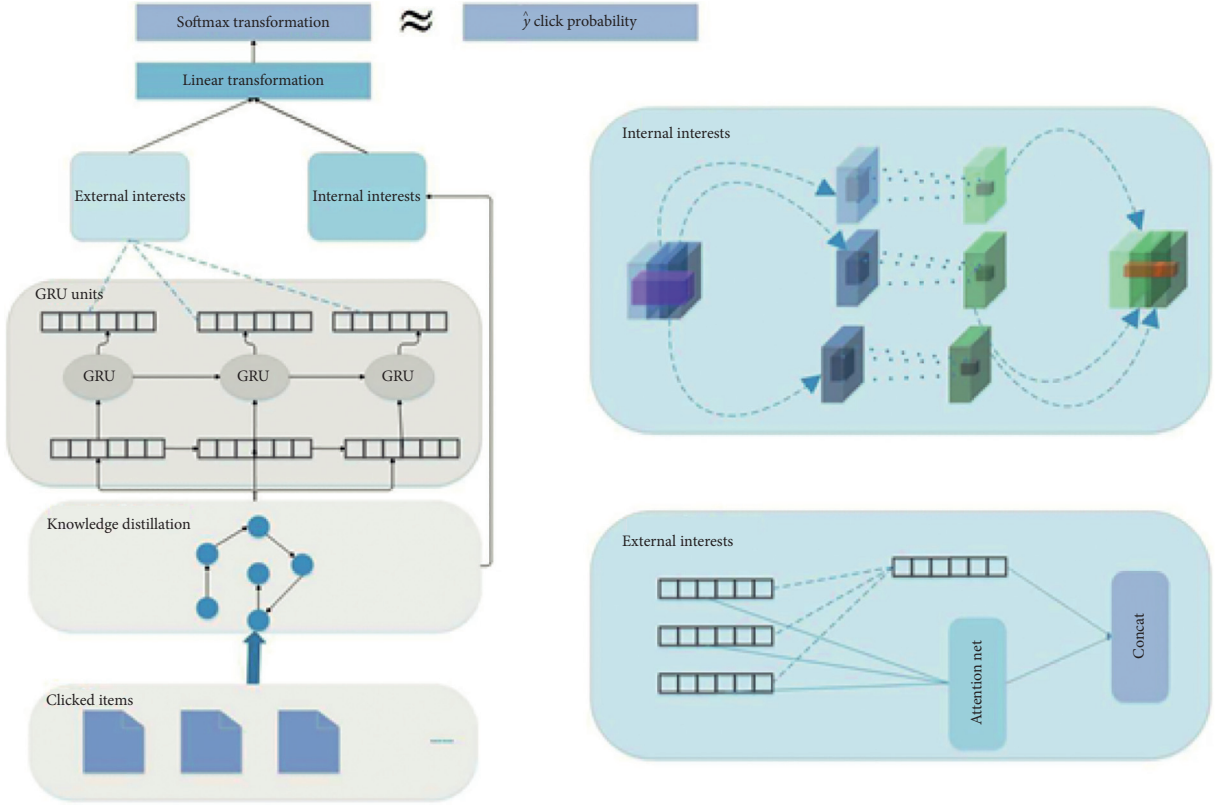 Softmax transformation
≈
ŷ click probability
Linear transformation
External interests
Internal interests
GRU units
GRU
GRU
GRU
Knowledge distillation
Clicked items
Internal interests
External interests
Attention net
Concat